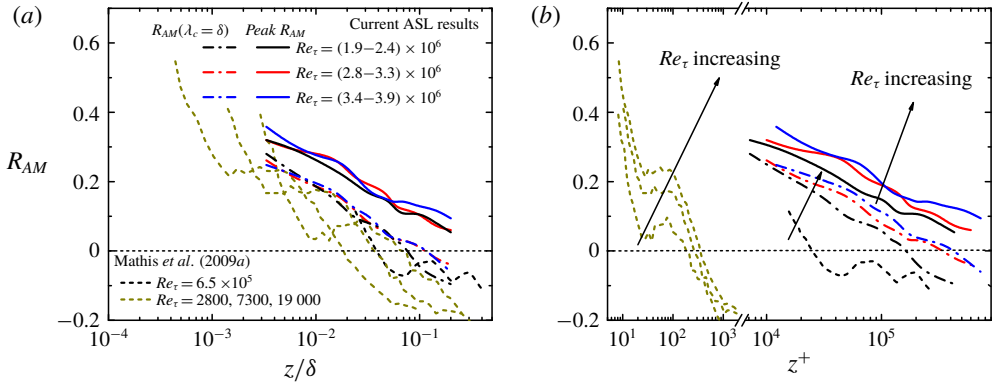 (a)
(b)
R_AM
R_AM(λ_c = δ) Peak R_AM
Current ASL results
Re_τ = (1.9–2.4) × 10^6
Re_τ = (2.8–3.3) × 10^6
Re_τ = (3.4–3.9) × 10^6
Mathis et al. (2009a)
Re_τ = 6.5 ×10^5
Re_τ = 2800, 7300, 19 000
0.6
0.4
0.2
0
−0.2
10^−4 10^−3 10^−2 10^−1
z/δ
Re_τ increasing
Re_τ increasing
0.6
0.4
0.2
0
−0.2
10^1 10^2 10^3 10^4 10^5
z^+